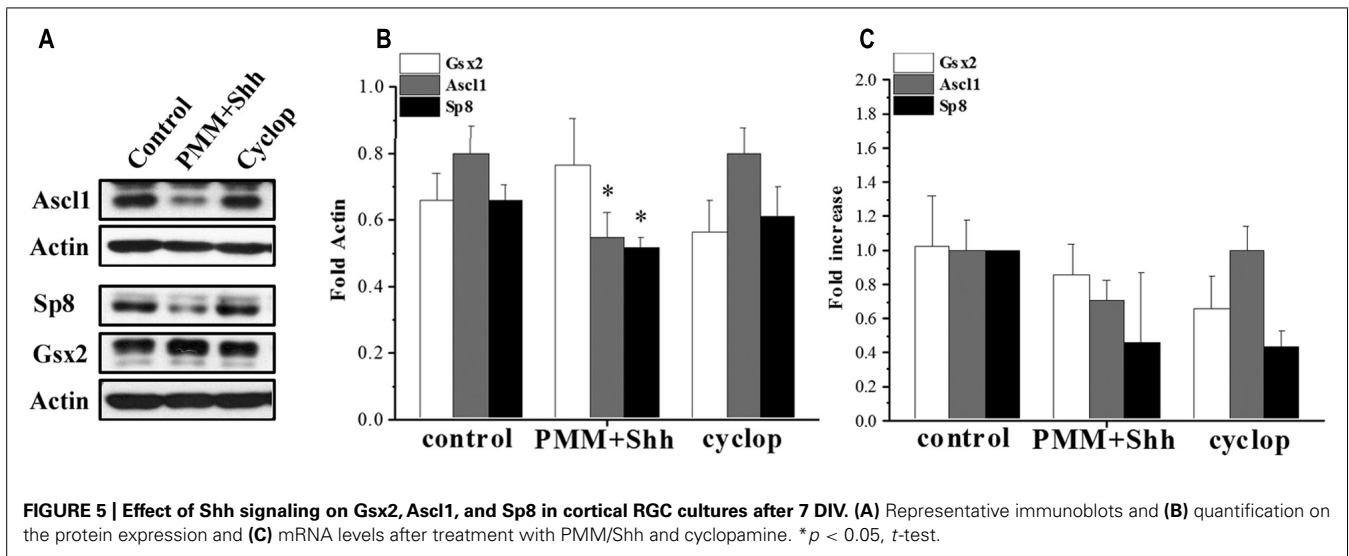 A
Control
PMM+Shh
Cyclop
Ascl1
Actin
Sp8
Gsx2
Actin
B
Gsx2
Ascl1
Sp8
1.0
0.8
0.6
0.4
0.2
0.0
Fold Actin
*
*
control
PMM+Shh
cyclop
C
Gsx2
Ascl1
Sp8
2.0
1.8
1.6
1.4
1.2
1.0
0.8
0.6
0.4
0.2
0.0
Fold increase
control
PMM+Shh
cyclop
FIGURE 5 | Effect of Shh signaling on Gsx2, Ascl1, and Sp8 in cortical RGC cultures after 7 DIV. (A) Representative immunoblots and (B) quantification on
the protein expression and (C) mRNA levels after treatment with PMM/Shh and cyclopamine. *p < 0.05, t-test.